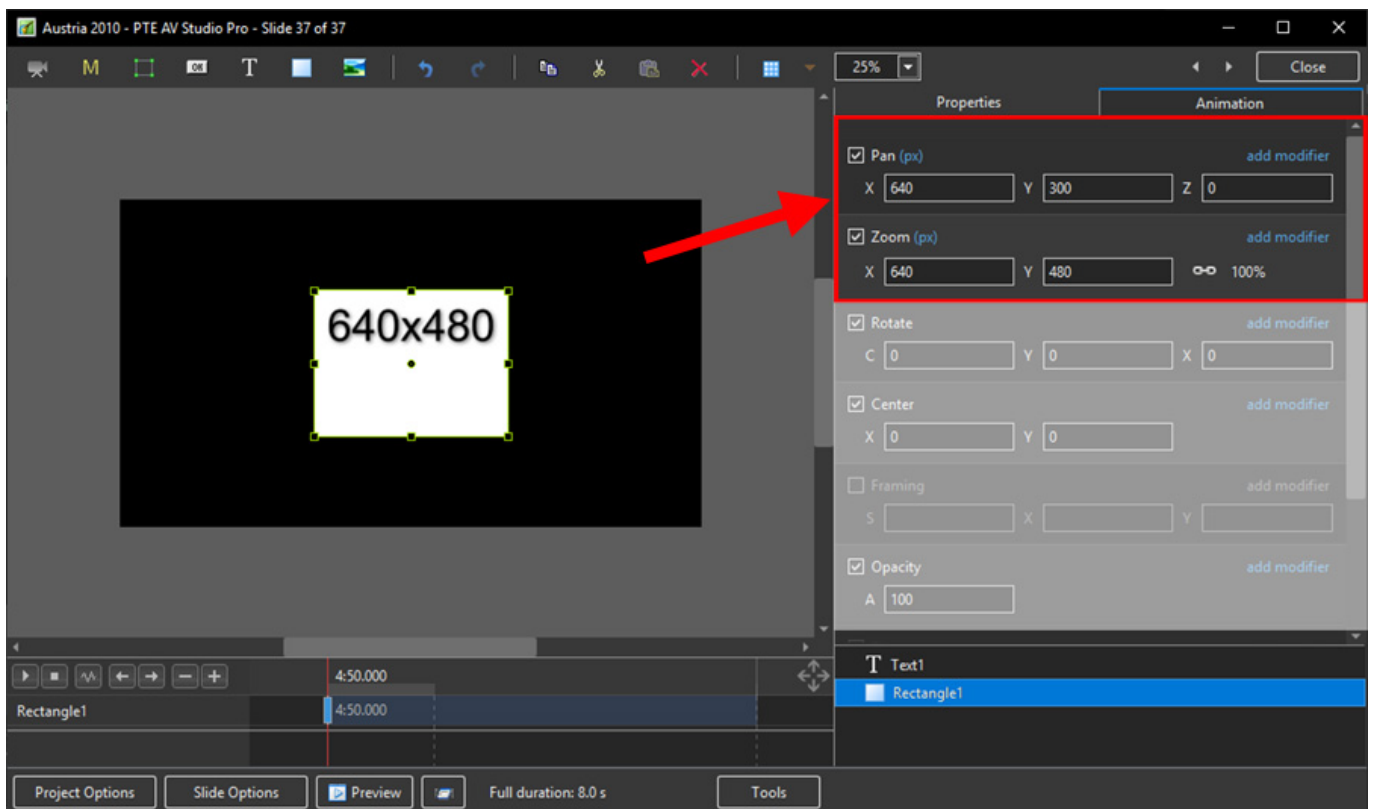 Austria 2010 - PTE AV Studio Pro - Slide 37 of 37
M OK T 25% Close
Properties Animation
Pan (px) add modifier
X 640 Y 300 Z 0
Zoom (px) add modifier
X 640 Y 480 100%
640x480
Rotate add modifier
C 0 Y 0 X 0
Center add modifier
X 0 Y 0
Framing add modifier
S X Y
Opacity add modifier
A 100
4:50.000
Rectangle1 4:50.000
T Text1
Rectangle1
Project Options Slide Options Preview Full duration: 8.0 s Tools